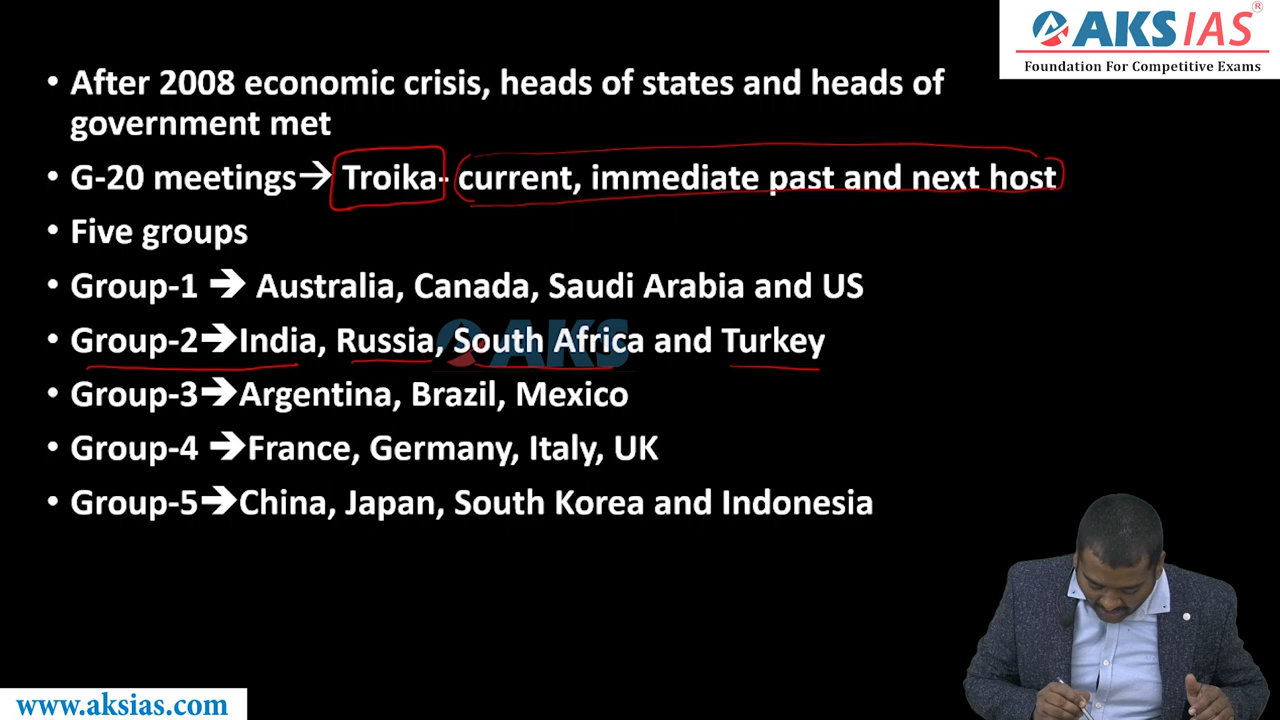 AKS IAS ®
Foundation For Competitive Exams
• After 2008 economic crisis, heads of states and heads of
government met
• G-20 meetings→ Troika- current, immediate past and next host
• Five groups
• Group-1 → Australia, Canada, Saudi Arabia and US
• Group-2→India, Russia, South Africa and Turkey
AKS
• Group-3→Argentina, Brazil, Mexico
• Group-4 →France, Germany, Italy, UK
• Group-5→China, Japan, South Korea and Indonesia
www.aksias.com